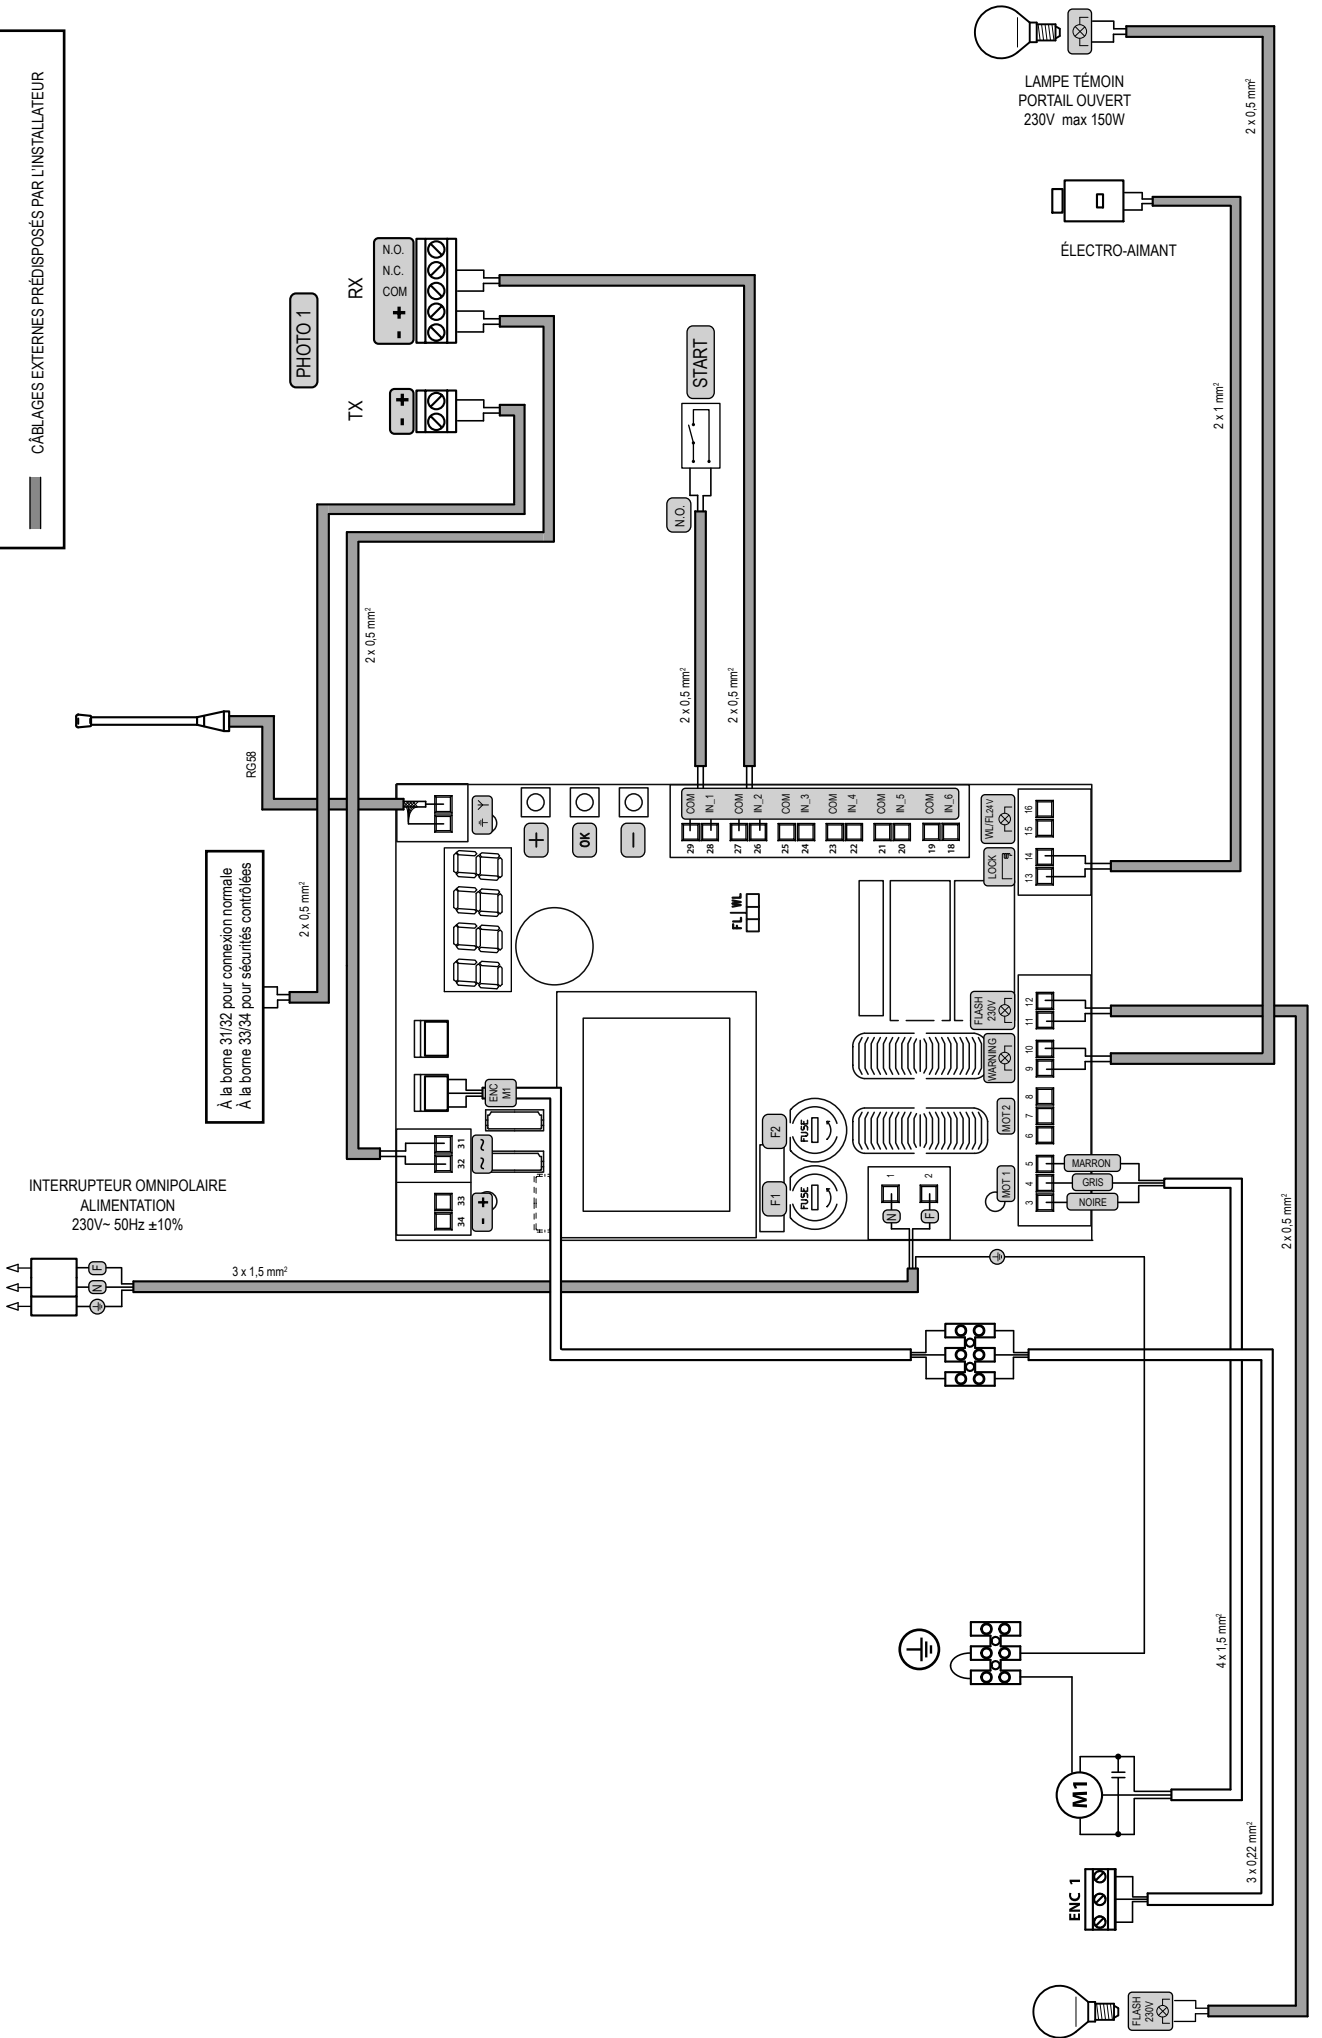 CÂBLAGES EXTERNES PRÉDISPOSÉS PAR L'INSTALLATEUR
LAMPE TÉMOIN
PORTAIL OUVERT
230V max 150W
2 x 0,5 mm²
ÉLECTRO-AIMANT
2 x 1 mm²
PHOTO 1
RX
N.O.
N.C.
COM
+
-
TX
- +
START
N.O.
2 x 0,5 mm²
2 x 0,5 mm²
2 x 0,5 mm²
RG58
À la borne 31/32 pour connexion normale
À la borne 33/34 pour sécurités contrôlées
2 x 0,5 mm²
INTERRUPTEUR OMNIPOLAIRE
ALIMENTATION
230V~ 50Hz ±10%
F
N
3 x 1,5 mm²
+
OK
-
29 COM
28 IN_1
27 COM
26 IN_2
25 COM
24 IN_3
23 COM
22 IN_4
21 COM
20 IN_5
19 COM
18 IN_6
FL WL
WL/FL24V
16
15
LOCK
14
13
FLASH
230V
12
11
WARNING
10
9
MOT 2
8
7
6
MOT 1
5
4
3
MARRON
GRIS
NOIRE
ENC
M1
31
32
~ ~
33
34
- +
F2
FUSE
F1
FUSE
1
2
N
F
2 x 0,5 mm²
4 x 1,5 mm²
M1
3 x 0,22 mm²
ENC 1
FLASH
230V